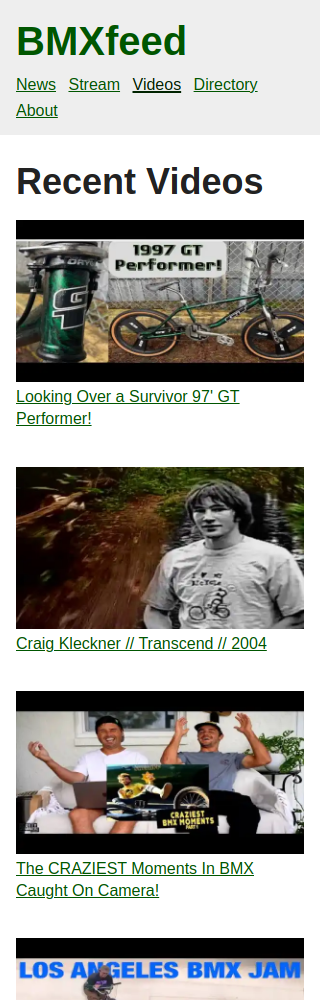 BMXfeed
News Stream Videos Directory
About
Recent Videos
1997 GT
Performer!
Looking Over a Survivor 97' GT
Performer!
Craig Kleckner // Transcend // 2004
CRAZIEST
BMX MOMENTS
The CRAZIEST Moments In BMX
Caught On Camera!
LOS ANGELES BMX JAM